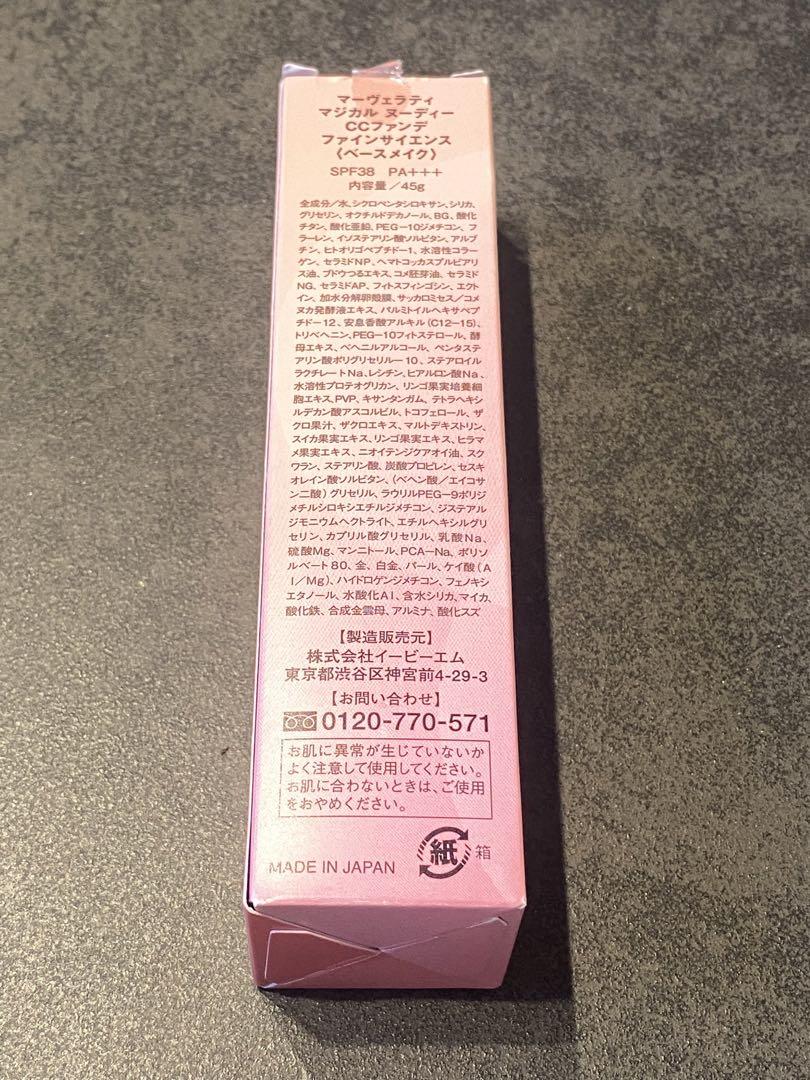 マーヴェラティ
マジカル ヌーディー
CCファンデ
ファインサイエンス
〈ベースメイク〉
SPF38 PA+++
内容量/45g
全成分/水、シクロペンタシロキサン、シリカ、
グリセリン、オクチルドデカノール、BG、酸化
チタン、酸化亜鉛、PEG-10ジメチコン、フ
ラーレン、イソステアリン酸ソルビタン、アルブ
チン、ヒトオリゴペプチド-1、水溶性コラー
ゲン、セラミドNP、ヘマトコッカスプルビアリ
ス油、ブドウつるエキス、コメ胚芽油、セラミド
NG、セラミドAP、フィトスフィンゴシン、エクト
イン、加水分解卵殻膜、サッカロミセス/コメ
ヌカ発酵液エキス、パルミトイルヘキサペプ
チド-12、安息香酸アルキル(C12-15)、
トリベヘニン、PEG-10フィトステロール、酵
母エキス、ベヘニルアルコール、ペンタステ
アリン酸ポリグリセリル-10、ステアロイル
ラクチレートNa、レシチン、ヒアルロン酸Na、
水溶性プロテオグリカン、リンゴ果実培養細
胞エキス、PVP、キサンタンガム、テトラヘキシ
ルデカン酸アスコルビル、トコフェロール、ザ
クロ果汁、ザクロエキス、マルトデキストリン、
スイカ果実エキス、リンゴ果実エキス、ヒラマ
メ果実エキス、ニオイテンジクアオイ油、スク
ワラン、ステアリン酸、炭酸プロピレン、セスキ
オレイン酸ソルビタン、(ベヘン酸/エイコサ
ン二酸)グリセリル、ラウリルPEG-9ポリジ
メチルシロキシエチルジメチコン、ジステアル
ジモニウムヘクトライト、エチルヘキシルグリ
セリン、カプリル酸グリセリル、乳酸Na、
硫酸Mg、マンニトール、PCA-Na、ポリソ
ルベート80、金、白金、パール、ケイ酸(A
l/Mg)、ハイドロゲンジメチコン、フェノキシ
エタノール、水酸化Al、含水シリカ、マイカ、
酸化鉄、合成金雲母、アルミナ、酸化スズ
【製造販売元】
株式会社イービーエム
東京都渋谷区神宮前4-29-3
【お問い合わせ】
0120-770-571
お肌に異常が生じていないか
よく注意して使用してください。
お肌に合わないときは、ご使用
をおやめください。
MADE IN JAPAN
紙 箱